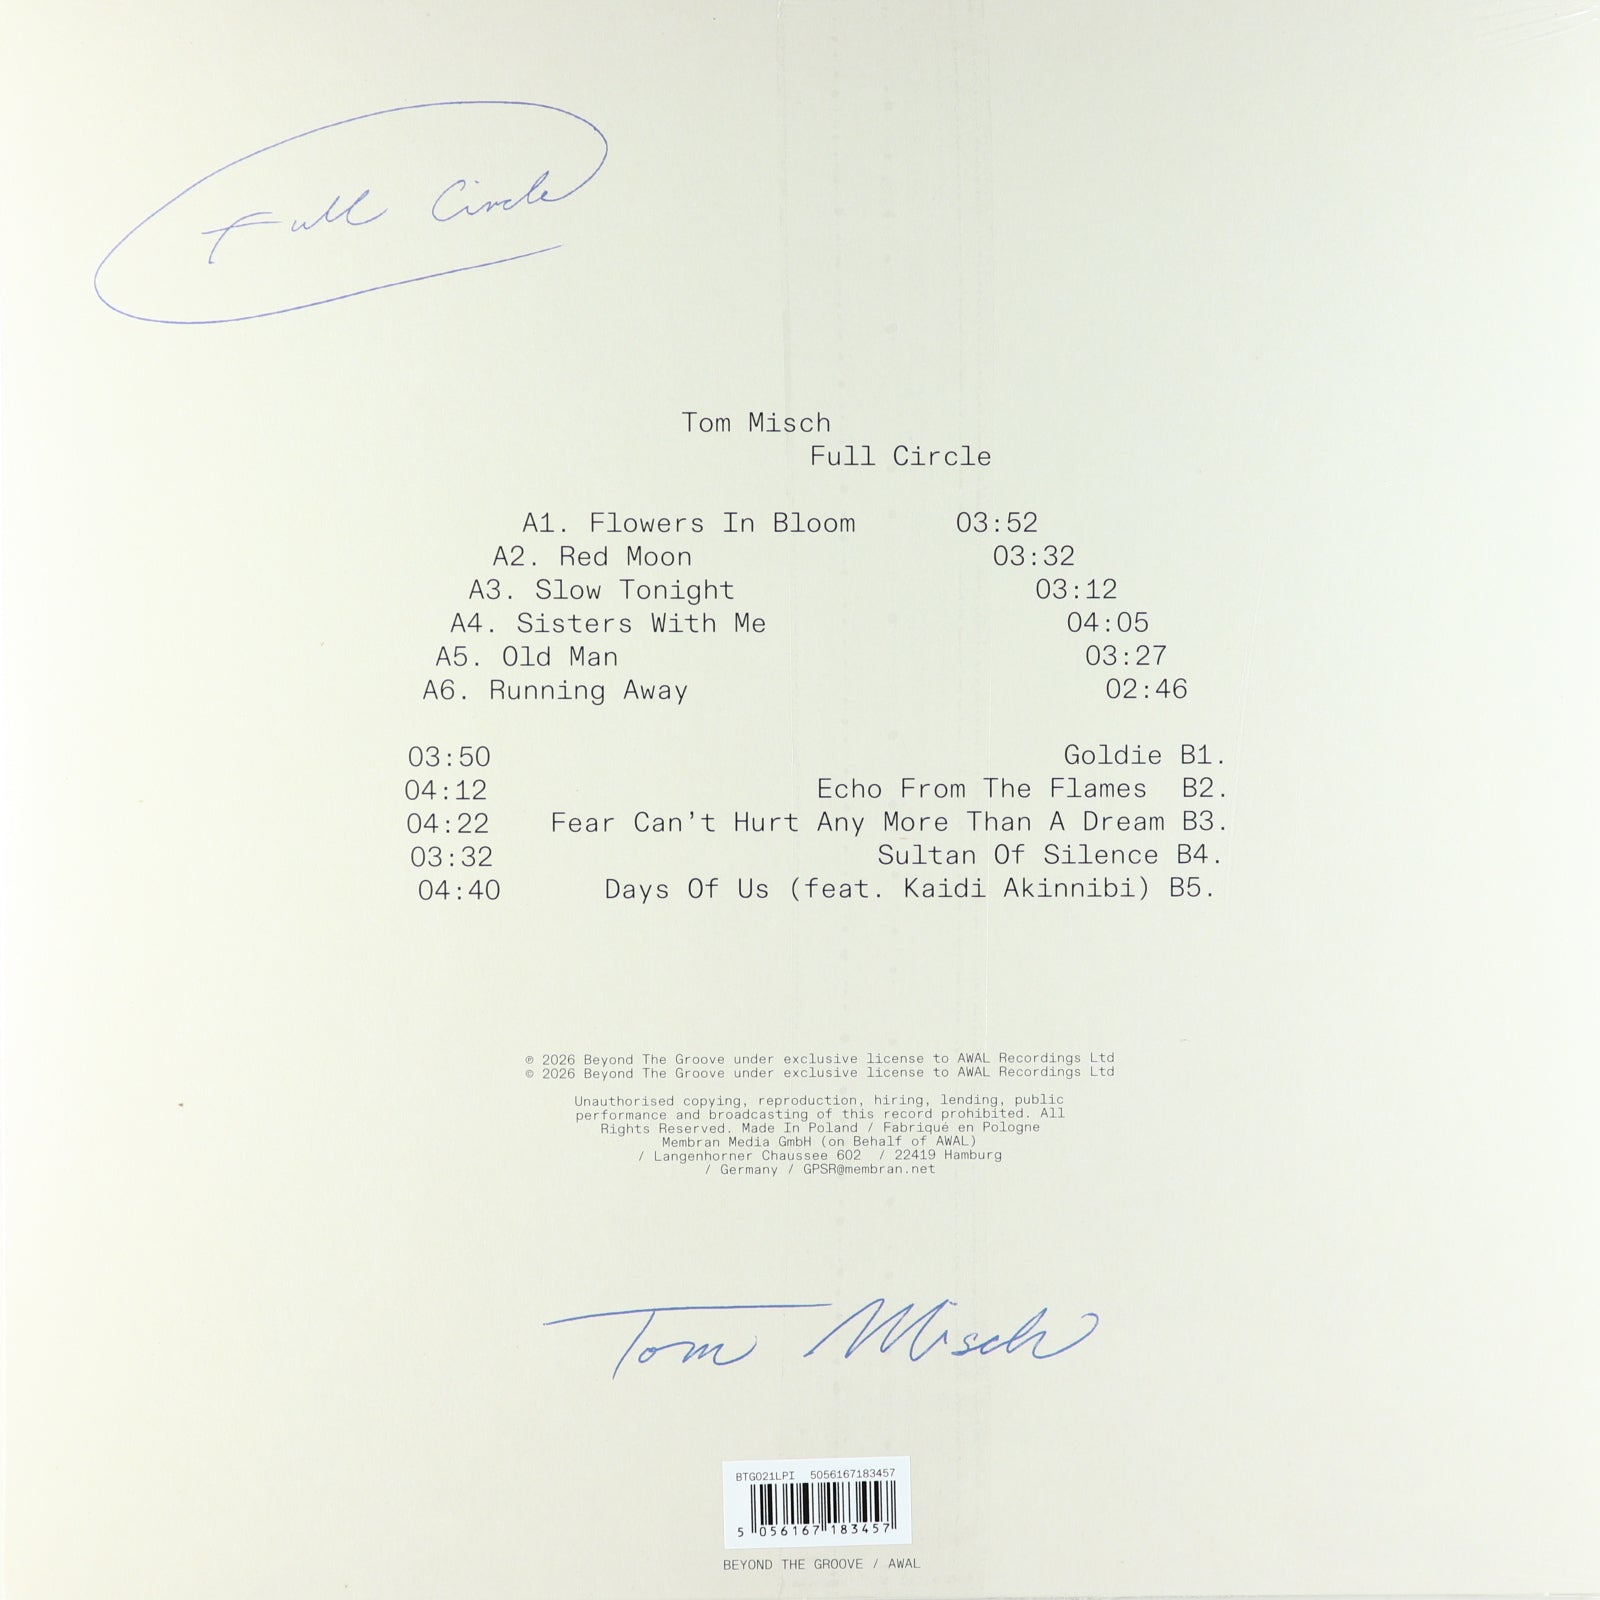 Full Circle
Tom Misch
Full Circle
A1. Flowers In Bloom 03:52
A2. Red Moon 03:32
A3. Slow Tonight 03:12
A4. Sisters With Me 04:05
A5. Old Man 03:27
A6. Running Away 02:46
03:50 Goldie B1.
04:12 Echo From The Flames B2.
04:22 Fear Can't Hurt Any More Than A Dream B3.
03:32 Sultan Of Silence B4.
04:40 Days Of Us (feat. Kaidi Akinnibi) B5.
℗ 2026 Beyond The Groove under exclusive license to AWAL Recordings Ltd
© 2026 Beyond The Groove under exclusive license to AWAL Recordings Ltd
Unauthorised copying, reproduction, hiring, lending, public
performance and broadcasting of this record prohibited. All
Rights Reserved. Made In Poland / Fabriqué en Pologne
Membran Media GmbH (on Behalf of AWAL)
/ Langenhorner Chaussee 602 / 22419 Hamburg
/ Germany / GPSR@membran.net
Tom Misch
BTG021LPI 5056167183457
5 056167 183457
BEYOND THE GROOVE / AWAL